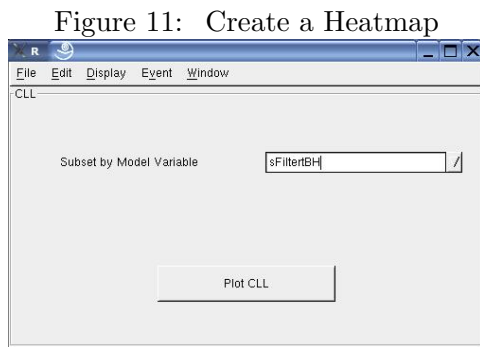 Figure 11: Create a Heatmap
R
File Edit Display Event Window
CLL
Subset by Model Variable sFiltertBH /
Plot CLL